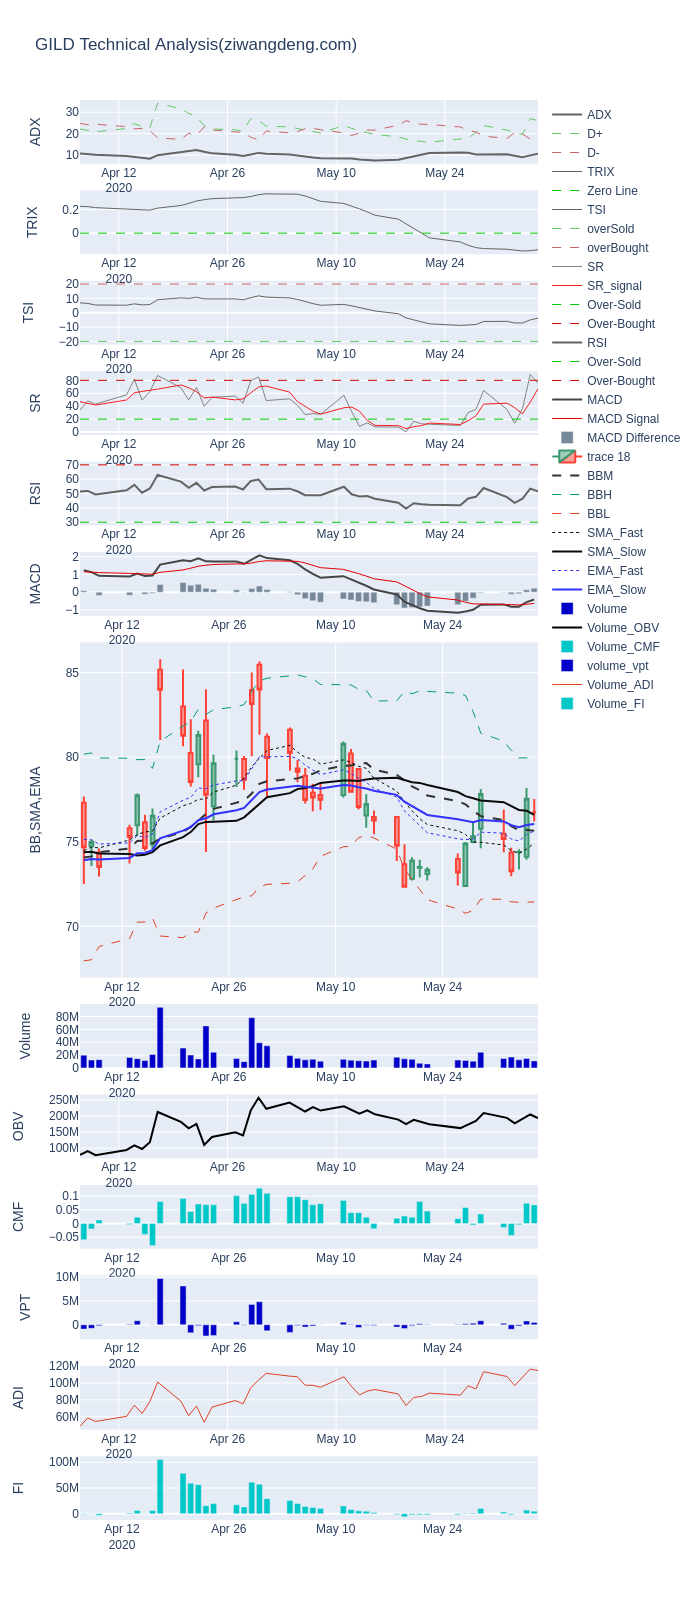 GILD Technical Analysis(ziwangdeng.com)
ADX
30
20
10
Apr 12
2020
Apr 26
May 10
May 24
TRIX
0.2
0
Apr 12
2020
Apr 26
May 10
May 24
TSI
20
10
0
−10
−20
Apr 12
2020
Apr 26
May 10
May 24
SR
80
60
40
20
0
Apr 12
2020
Apr 26
May 10
May 24
RSI
70
60
50
40
30
Apr 12
2020
Apr 26
May 10
May 24
MACD
2
1
0
−1
Apr 12
2020
Apr 26
May 10
May 24
BB,SMA,EMA
85
80
75
70
Apr 12
2020
Apr 26
May 10
May 24
Volume
80M
60M
40M
20M
0
Apr 12
2020
Apr 26
May 10
May 24
OBV
250M
200M
150M
100M
Apr 12
2020
Apr 26
May 10
May 24
CMF
0.1
0.05
0
−0.05
Apr 12
2020
Apr 26
May 10
May 24
VPT
10M
5M
0
Apr 12
2020
Apr 26
May 10
May 24
ADI
120M
100M
80M
60M
Apr 12
2020
Apr 26
May 10
May 24
FI
100M
50M
0
Apr 12
2020
Apr 26
May 10
May 24
ADX
D+
D-
TRIX
Zero Line
TSI
overSold
overBought
SR
SR_signal
Over-Sold
Over-Bought
RSI
Over-Sold
Over-Bought
MACD
MACD Signal
MACD Difference
trace 18
BBM
BBH
BBL
SMA_Fast
SMA_Slow
EMA_Fast
EMA_Slow
Volume
Volume_OBV
Volume_CMF
volume_vpt
Volume_ADI
Volume_FI